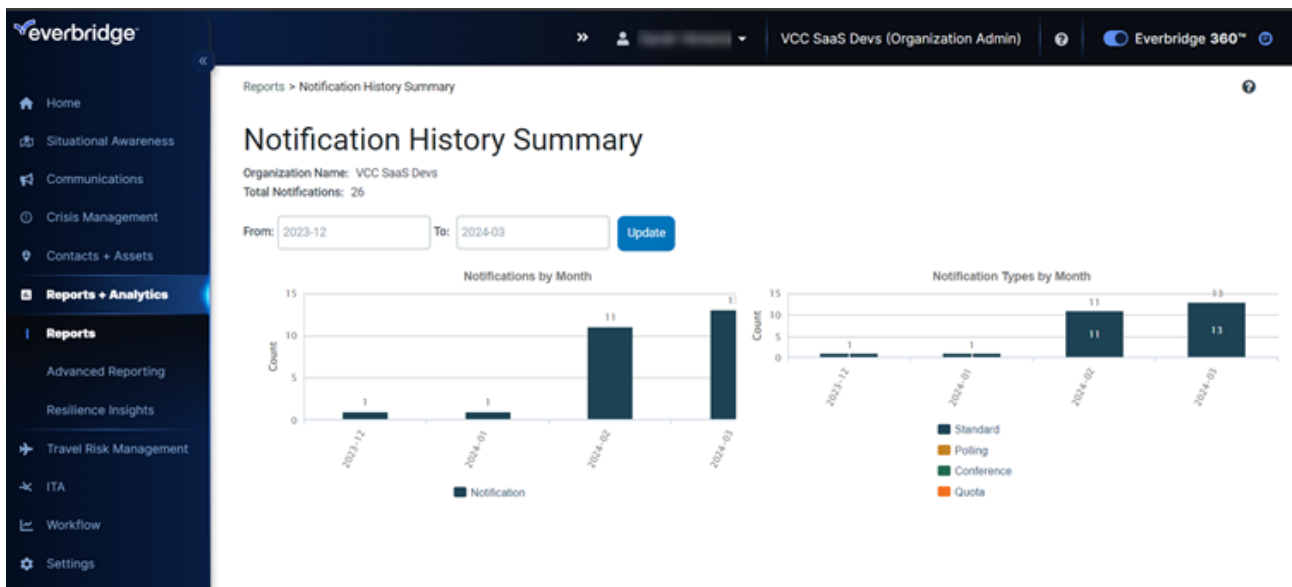 everbridge
»
VCC SaaS Devs (Organization Admin)
Everbridge 360™
«
Home
Situational Awareness
Communications
Crisis Management
Contacts + Assets
Reports + Analytics
Reports
Advanced Reporting
Resilience Insights
Travel Risk Management
ITA
Workflow
Settings
Reports > Notification History Summary
Notification History Summary
Organization Name: VCC SaaS Devs
Total Notifications: 26
From: 2023-12 To: 2024-03 Update
Notifications by Month
Count
15
10
5
0
1
1
11
2023-12
2024-01
2024-02
2024-03
Notification
Notification Types by Month
Count
15
10
5
0
1
1
11
11
13
13
2023-12
2024-01
2024-02
2024-03
Standard
Polling
Conference
Quota